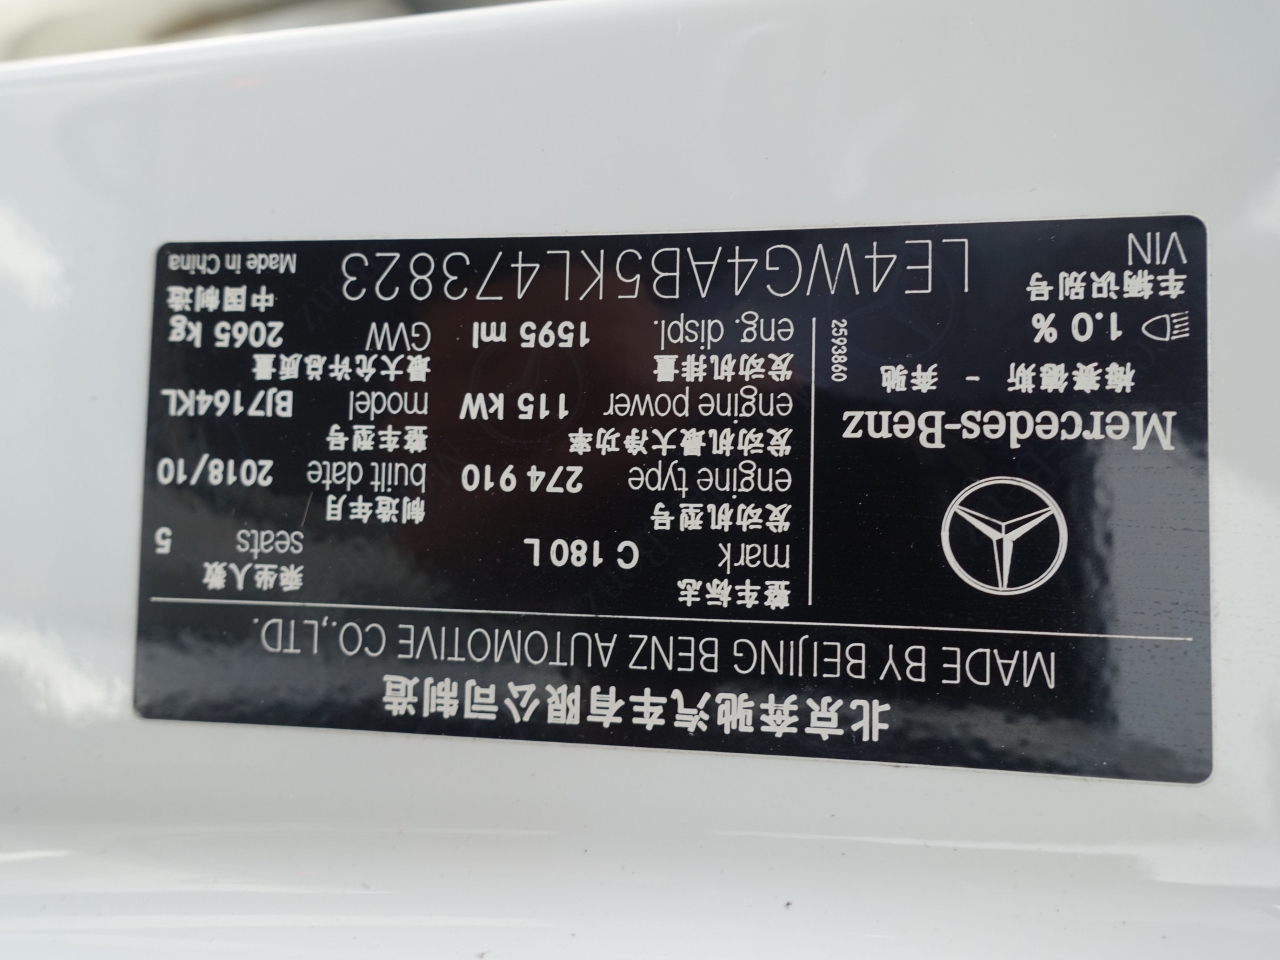 北京奔驰汽车有限公司制造
MADE BY BEIJING BENZ AUTOMOTIVE CO.,LTD.
Mercedes-Benz
梅赛德斯 - 奔驰
1.0 %
2593860
整车标志
mark C 180 L
乘坐人数
seats 5
发动机型号
engine type 274 910
制造年月
built date 2018/10
发动机最大净功率
engine power 115 kW
整车型号
model BJ7164KL
发动机排量
eng. displ. 1595 ml
最大允许总质量
GVW 2065 kg
车辆识别号
VIN LE4WG4AB5KL473823
中国制造
Made in China